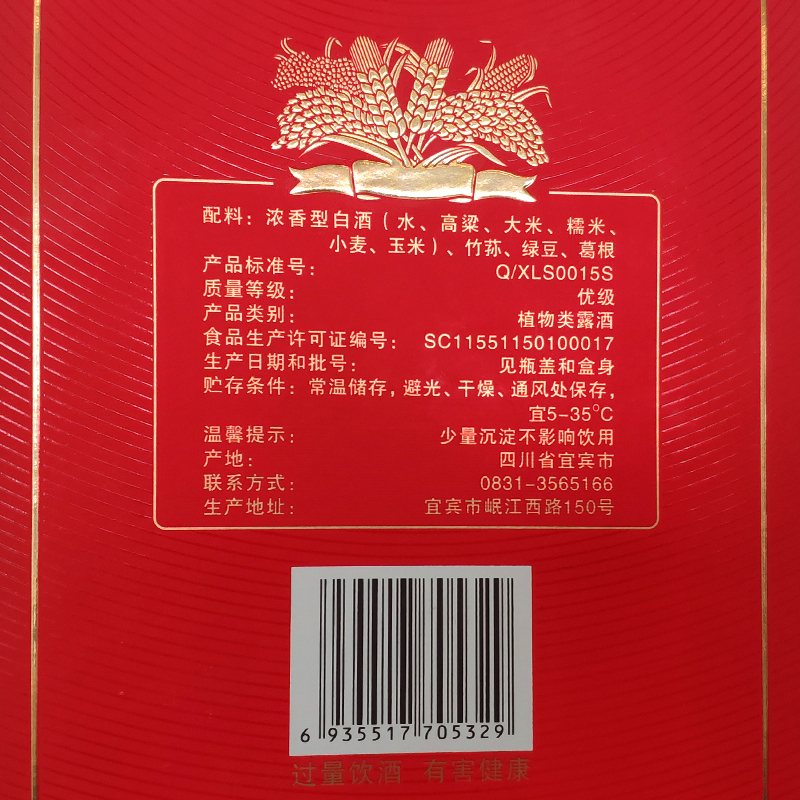 配料：浓香型白酒（水、高粱、大米、糯米、
小麦、玉米）、竹荪、绿豆、葛根
产品标准号： Q/XLS0015S
质量等级： 优级
产品类别： 植物类露酒
食品生产许可证编号： SC11551150100017
生产日期和批号： 见瓶盖和盒身
贮存条件：常温储存，避光、干燥、通风处保存，
宜5-35°C
温馨提示： 少量沉淀不影响饮用
产地： 四川省宜宾市
联系方式： 0831-3565166
生产地址： 宜宾市岷江西路150号
6 935517 705329
过量饮酒 有害健康